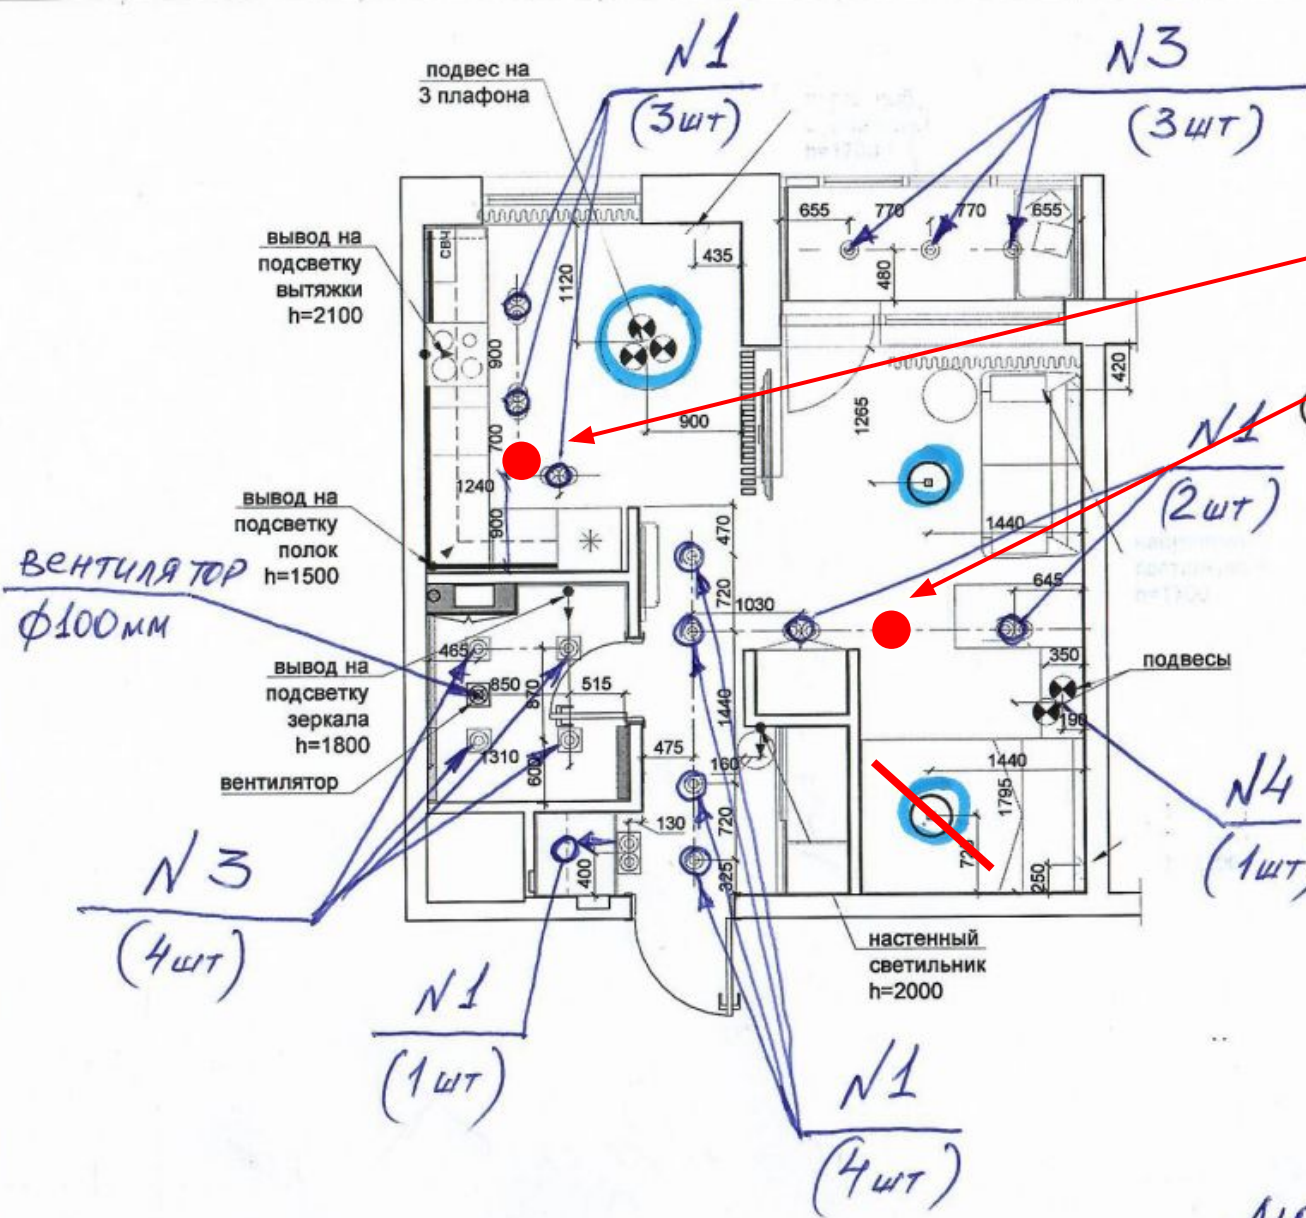 N1
(3шт)
N3
(3шт)
подвес на
3 плафона
вывод на
подсветку
вытяжки
h=2100
СВЧ
1120
435
655
770
770
655
480
900
700
900
1265
420
1240
900
N1
(2шт)
вывод на
подсветку
полок
h=1500
470
1440
вентилятор
ф100мм
720
1030
645
465
вывод на
подсветку
зеркала
h=1800
850
870
515
350
подвесы
190
1440
1310
600
475
160
1440
1795
вентилятор
130
720
N4
(1шт)
N3
(4шт)
400
325
250
настенный
светильник
h=2000
N1
(1шт)
N1
(4шт)